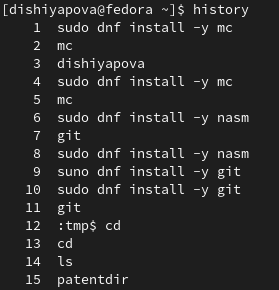 [dishiyapova@fedora ~]$ history
1 sudo dnf install -y mc
2 mc
3 dishiyapova
4 sudo dnf install -y mc
5 mc
6 sudo dnf install -y nasm
7 git
8 sudo dnf install -y nasm
9 suno dnf install -y git
10 sudo dnf install -y git
11 git
12 :tmp$ cd
13 cd
14 ls
15 patentdir